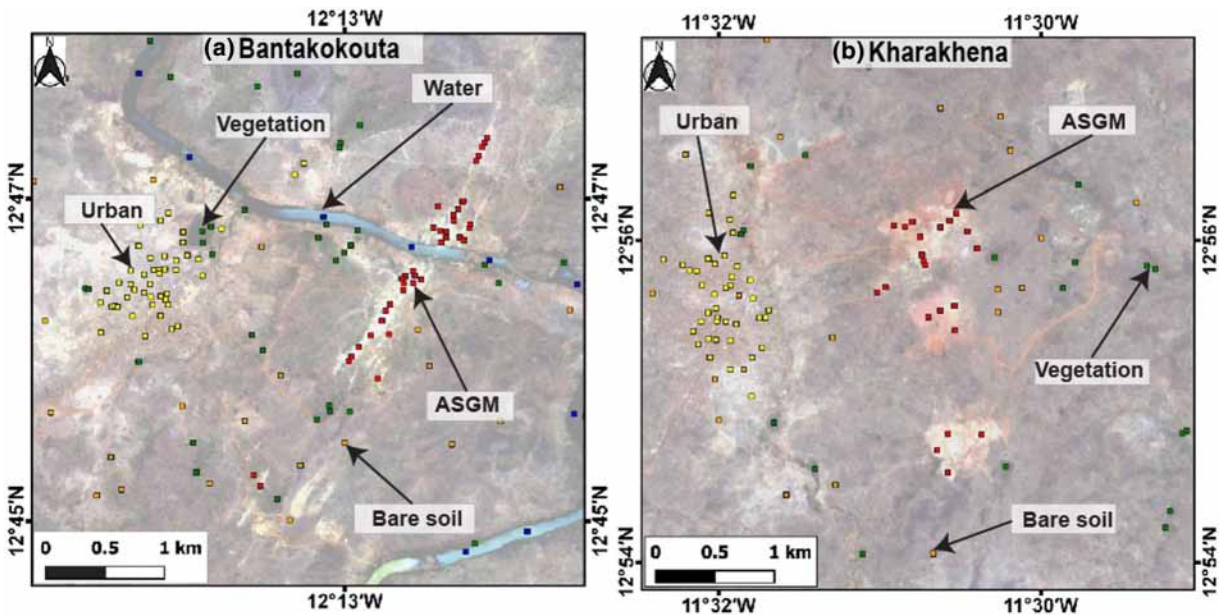 12°13’W
11°32’W
11°30’W
N
(a) Bantakokouta
N
(b) Kharakhena
Water
Vegetation
Urban
ASGM
Bare soil
Urban
ASGM
Vegetation
Bare soil
12°47’N
12°45’N
12°47’N
12°45’N
12°56’N
12°54’N
12°56’N
12°54’N
0 0.5 1 km
0 0.5 1 km
12°13’W
11°32’W
11°30’W